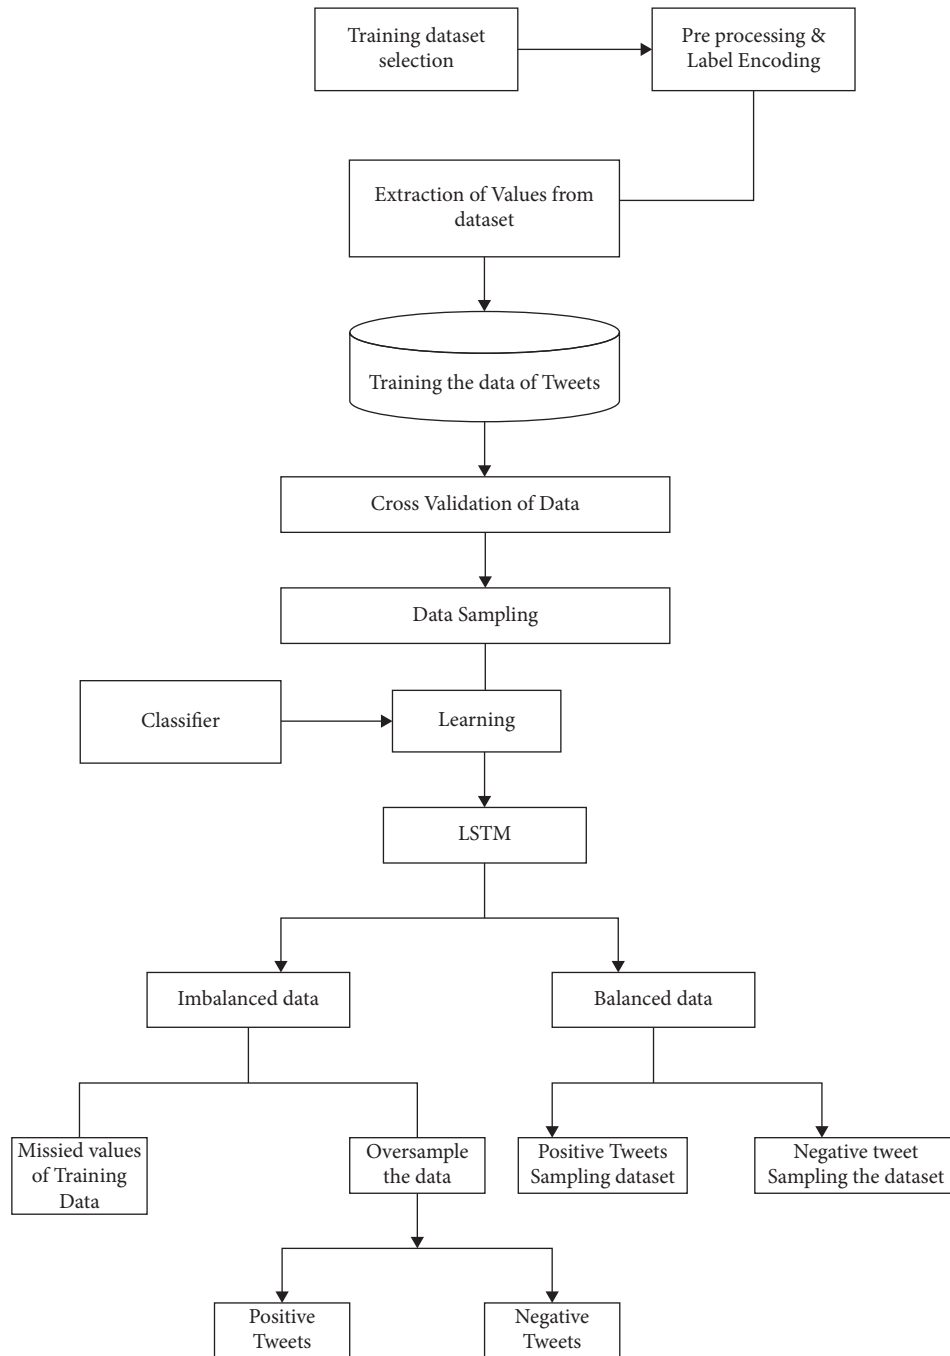 Training dataset
selection
Pre processing &
Label Encoding
Extraction of Values from
dataset
Training the data of Tweets
Cross Validation of Data
Data Sampling
Classifier
Learning
LSTM
Imbalanced data
Balanced data
Missied values
of Training
Data
Oversample
the data
Positive Tweets
Sampling dataset
Negative tweet
Sampling the dataset
Positive
Tweets
Negative
Tweets